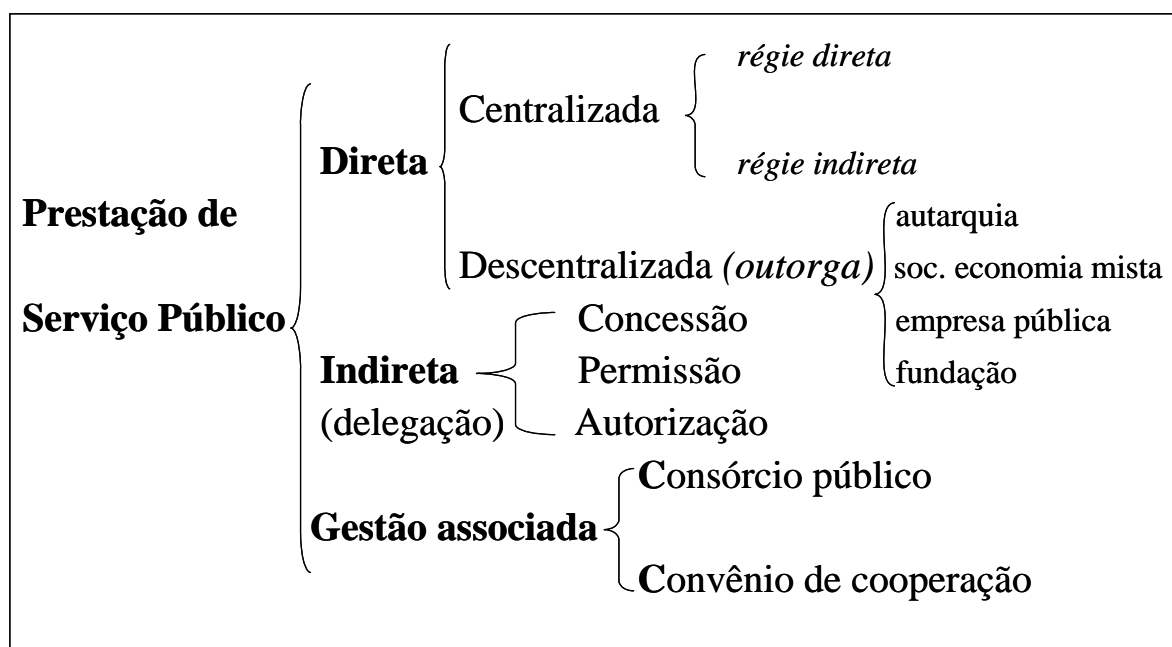 régie direta
Centralizada
Direta
régie indireta
Prestação de
autarquia
Descentralizada (outorga)
soc. economia mista
Serviço Público
Concessão
empresa pública
Indireta
Permissão
fundação
(delegação)
Autorização
Consórcio público
Gestão associada
Convênio de cooperação